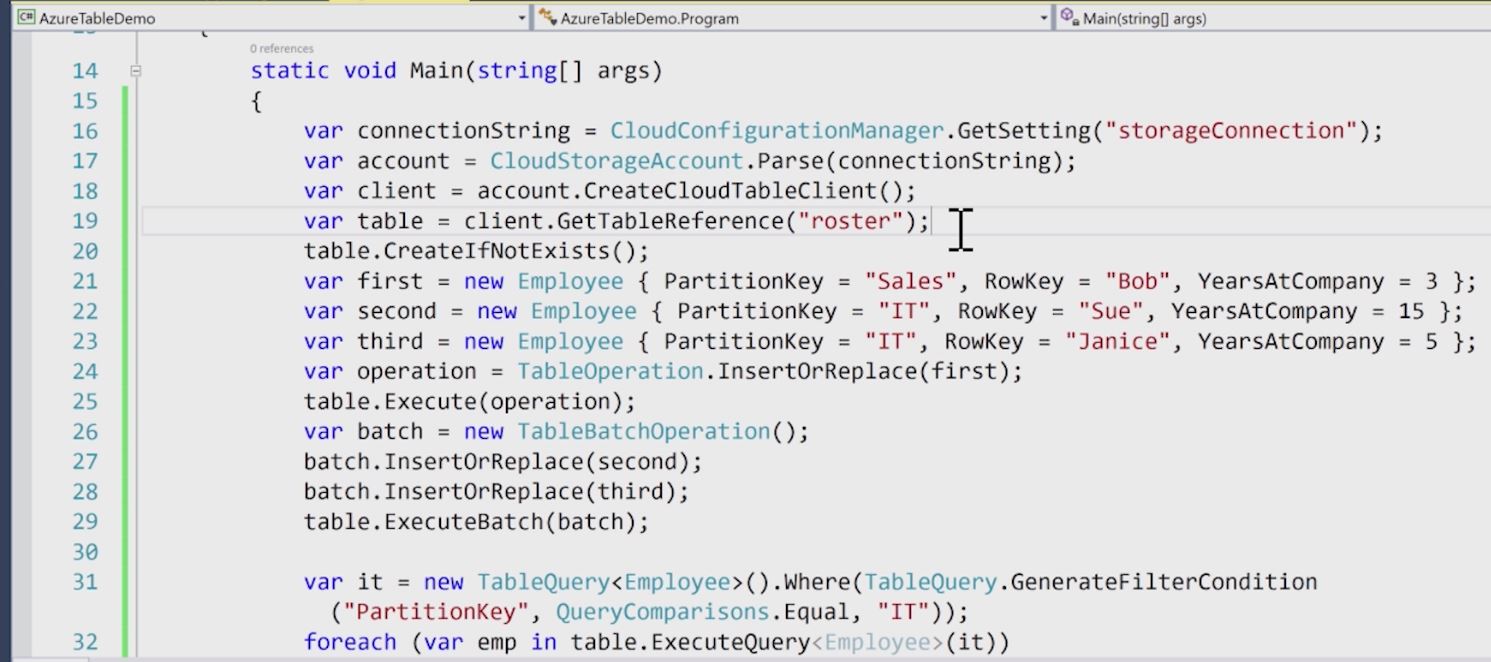 C# AzureTableDemo
AzureTableDemo.Program
Main(string[] args)
0 references
14 static void Main(string[] args)
15 {
16 var connectionString = CloudConfigurationManager.GetSetting("storageConnection");
17 var account = CloudStorageAccount.Parse(connectionString);
18 var client = account.CreateCloudTableClient();
19 var table = client.GetTableReference("roster");
20 table.CreateIfNotExists();
21 var first = new Employee { PartitionKey = "Sales", RowKey = "Bob", YearsAtCompany = 3 };
22 var second = new Employee { PartitionKey = "IT", RowKey = "Sue", YearsAtCompany = 15 };
23 var third = new Employee { PartitionKey = "IT", RowKey = "Janice", YearsAtCompany = 5 };
24 var operation = TableOperation.InsertOrReplace(first);
25 table.Execute(operation);
26 var batch = new TableBatchOperation();
27 batch.InsertOrReplace(second);
28 batch.InsertOrReplace(third);
29 table.ExecuteBatch(batch);
30
31 var it = new TableQuery<Employee>().Where(TableQuery.GenerateFilterCondition
("PartitionKey", QueryComparisons.Equal, "IT"));
32 foreach (var emp in table.ExecuteQuery<Employee>(it))